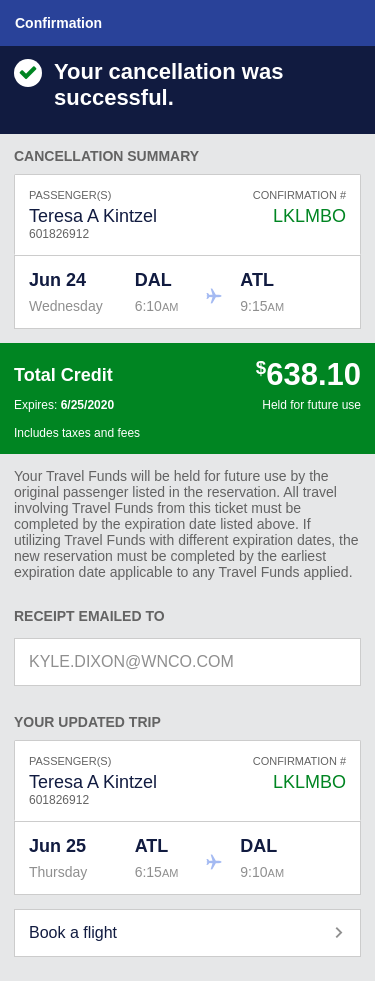 Confirmation
Your cancellation was
successful.
CANCELLATION SUMMARY
PASSENGER(S) CONFIRMATION #
Teresa A Kintzel LKLMBO
601826912
Jun 24 DAL ATL
Wednesday 6:10AM 9:15AM
Total Credit $638.10
Expires: 6/25/2020 Held for future use
Includes taxes and fees
Your Travel Funds will be held for future use by the
original passenger listed in the reservation. All travel
involving Travel Funds from this ticket must be
completed by the expiration date listed above. If
utilizing Travel Funds with different expiration dates, the
new reservation must be completed by the earliest
expiration date applicable to any Travel Funds applied.
RECEIPT EMAILED TO
KYLE.DIXON@WNCO.COM
YOUR UPDATED TRIP
PASSENGER(S) CONFIRMATION #
Teresa A Kintzel LKLMBO
601826912
Jun 25 ATL DAL
Thursday 6:15AM 9:10AM
Book a flight